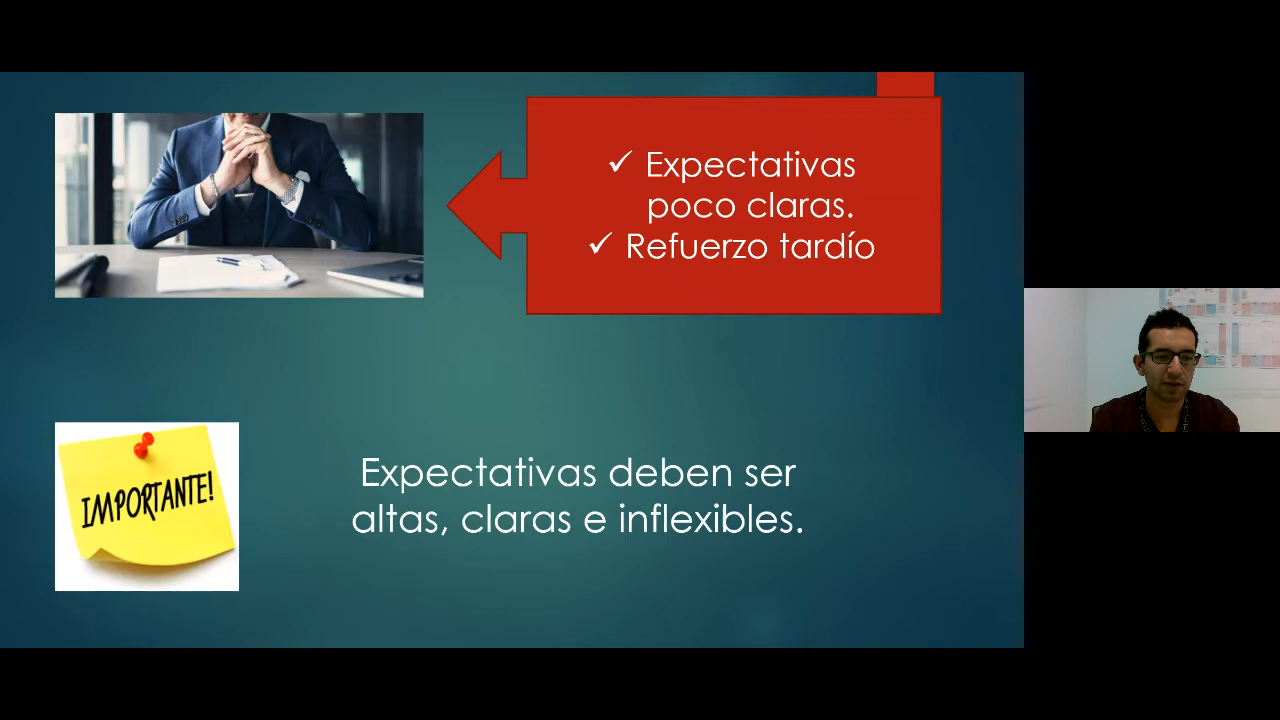 ✓ Expectativas
poco claras.
✓ Refuerzo tardío
IMPORTANTE!
Expectativas deben ser
altas, claras e inflexibles.